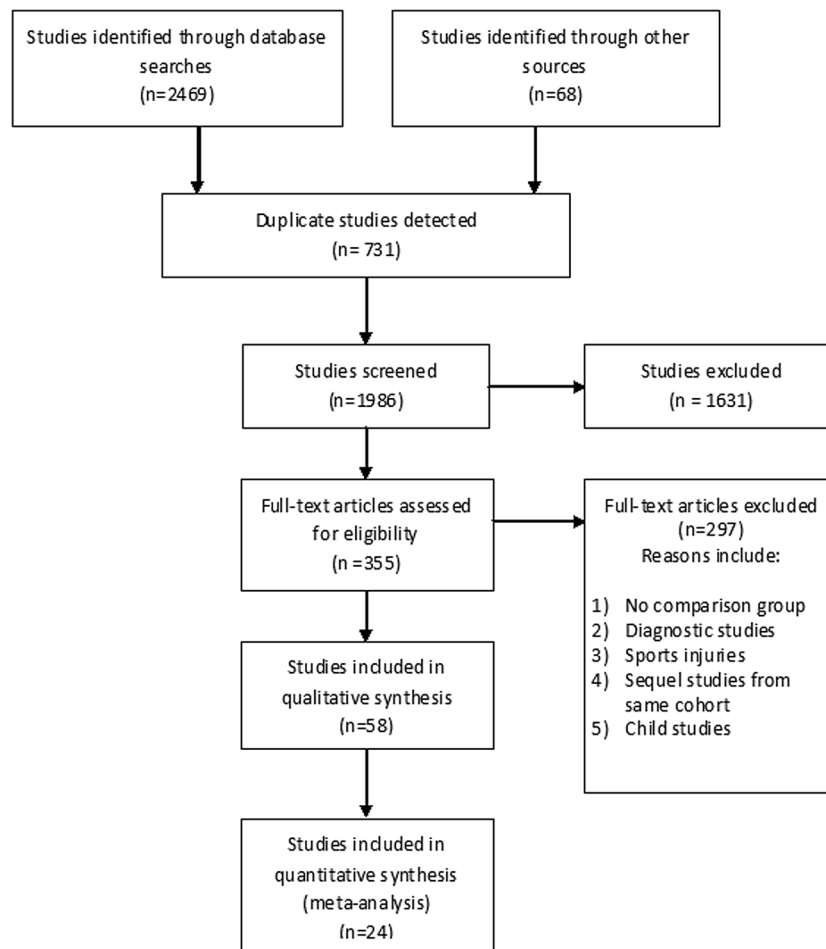 Studies identified through database
searches
(n=2469)
Studies identified through other
sources
(n=68)
Duplicate studies detected
(n= 731)
Studies screened
(n=1986)
Studies excluded
(n = 1631)
Full-text articles assessed
for eligibility
(n =355)
Full-text articles excluded
(n=297)
Reasons include:
1) No comparison group
2) Diagnostic studies
3) Sports injuries
4) Sequel studies from
same cohort
5) Child studies
Studies included in
qualitative synthesis
(n=58)
Studies included in
quantitative synthesis
(meta-analysis)
(n=24)